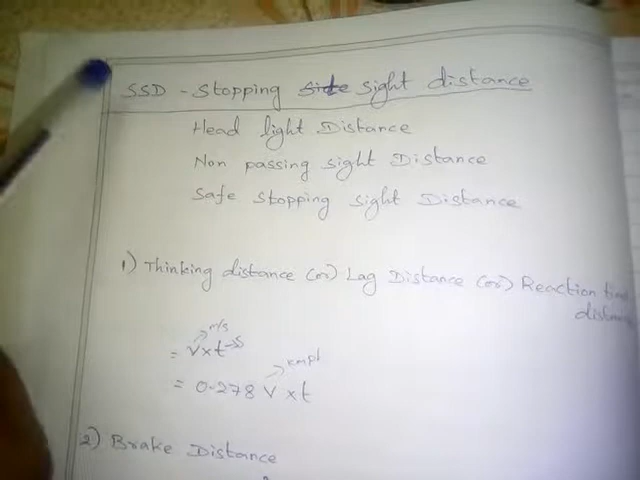 SSD - Stopping side sight distance
Head light Distance
Non passing sight Distance
Safe stopping sight Distance
1) Thinking distance (or) Lag Distance (or) Reaction time
distance
m/s
= V x t → s
kmph
= 0.278 V x t
2) Brake Distance